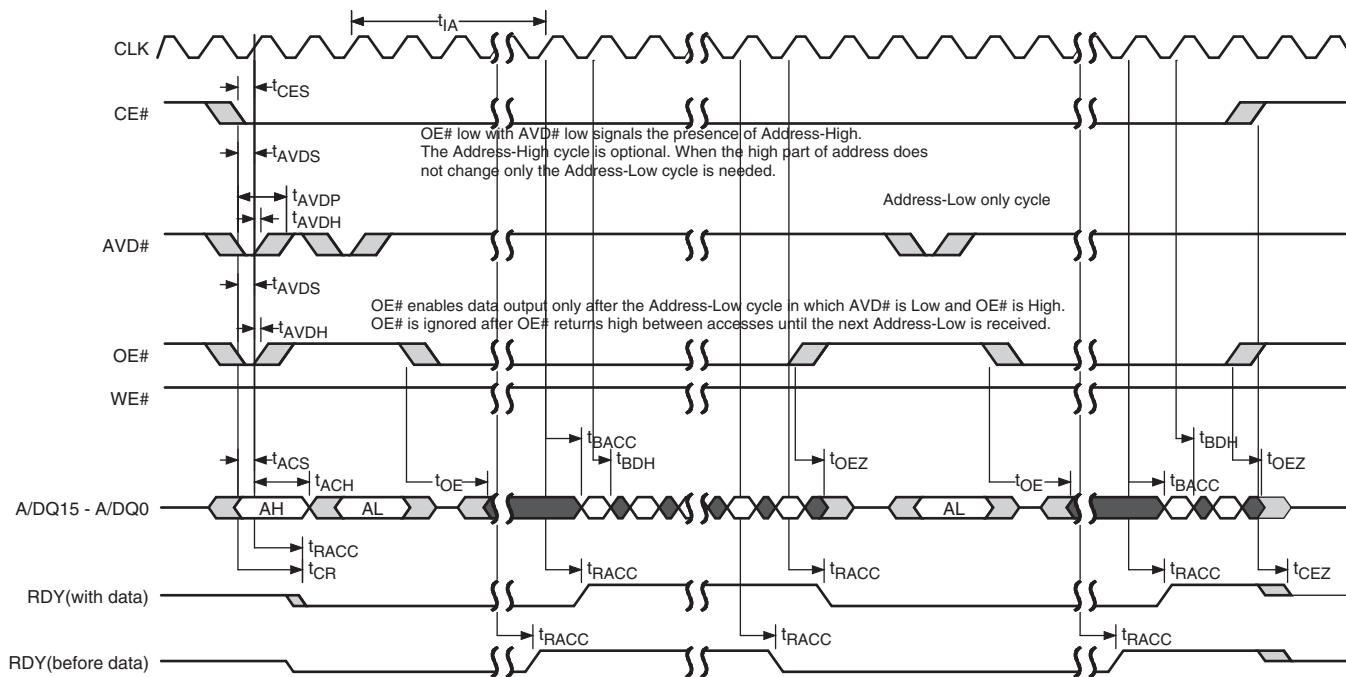 tIA
CLK
tCES
CE#
OE# low with AVD# low signals the presence of Address-High.
The Address-High cycle is optional. When the high part of address does
not change only the Address-Low cycle is needed.
tAVDS
tAVDP
Address-Low only cycle
tAVDH
AVD#
tAVDS
OE# enables data output only after the Address-Low cycle in which AVD# is Low and OE# is High.
OE# is ignored after OE# returns high between accesses until the next Address-Low is received.
tAVDH
OE#
WE#
tBACC
tBDH
tBDH
tACS
tOEZ
tOEZ
tACH
tOE
tOE
tBACC
A/DQ15 - A/DQ0
AH
AL
AL
tRACC
tCR
tRACC
tRACC
tRACC
tCEZ
RDY(with data)
tRACC
tRACC
tRACC
RDY(before data)